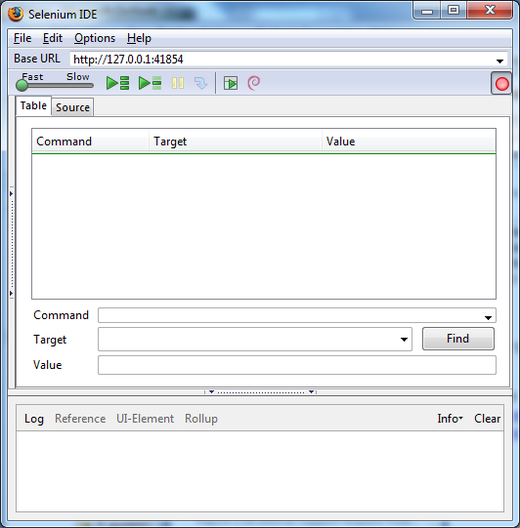 Selenium IDE
File Edit Options Help
Base URL http://127.0.0.1:41854
Fast Slow
Table Source
Command Target Value
Command
Target Find
Value
Log Reference UI-Element Rollup Info Clear